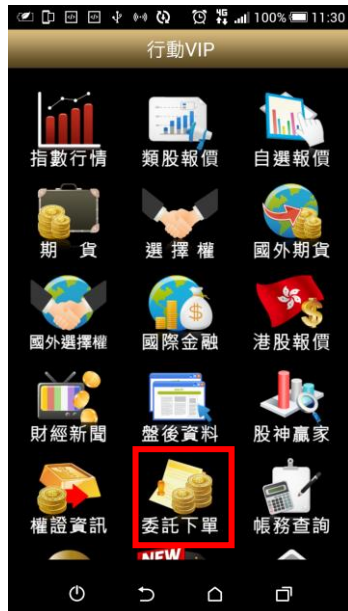 4G
100% 11:30
行動VIP
指數行情 類股報價 自選報價
期 貨 選擇權 國外期貨
$
國外選擇權 國際金融 港股報價
財經新聞 盤後資料 股神贏家
權證資訊 委託下單 帳務查詢
NEW